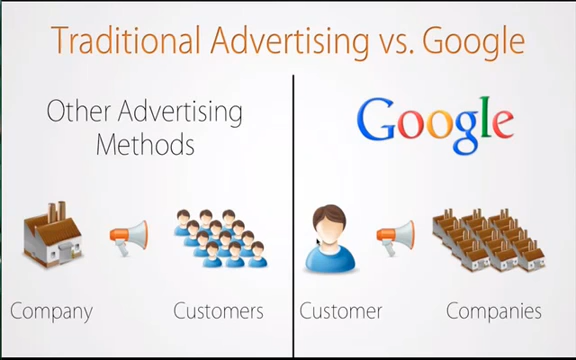 Traditional Advertising vs. Google
Other Advertising
Methods
Google
Company
Customers
Customer
Companies